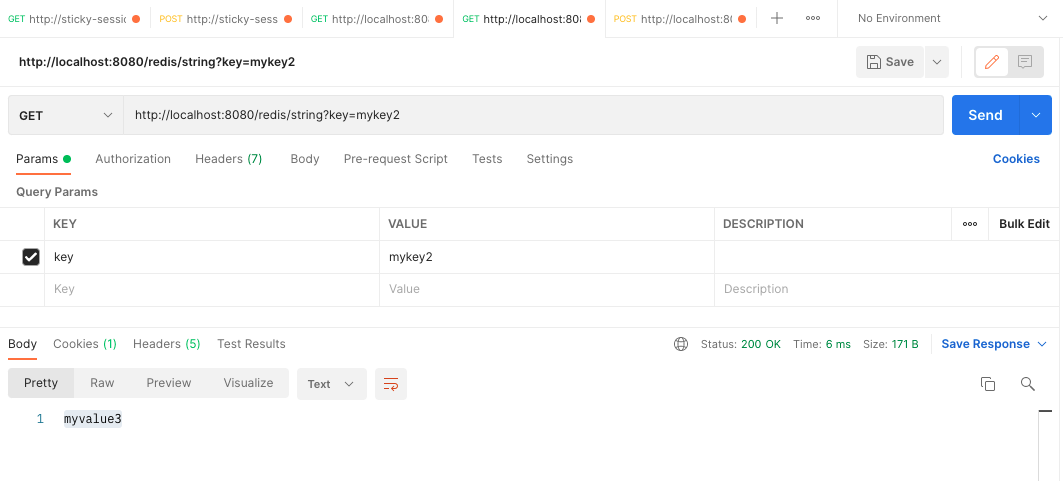 GET http://sticky-sessio POST http://sticky-sess GET http://localhost:80 GET http://localhost:80 POST http://localhost:80 + ooo No Environment
http://localhost:8080/redis/string?key=mykey2 Save
GET http://localhost:8080/redis/string?key=mykey2 Send
Params Authorization Headers (7) Body Pre-request Script Tests Settings Cookies
Query Params
KEY VALUE DESCRIPTION ooo Bulk Edit
key mykey2
Key Value Description
Body Cookies (1) Headers (5) Test Results Status: 200 OK Time: 6 ms Size: 171 B Save Response
Pretty Raw Preview Visualize Text
1 myvalue3